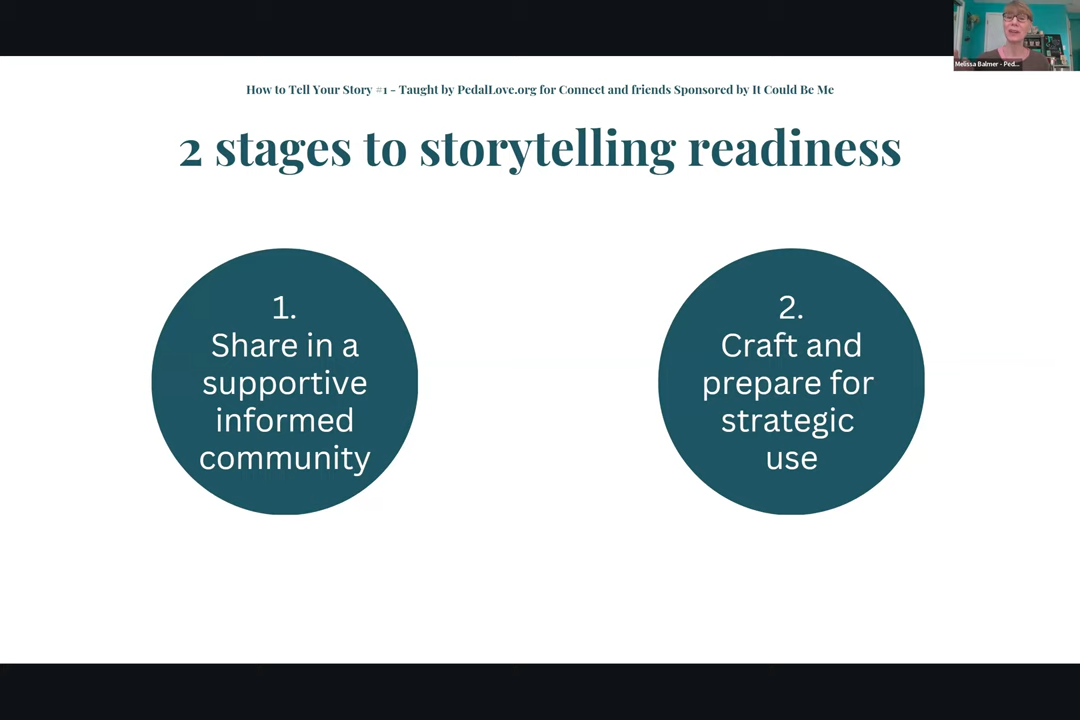 Melissa Balmer - Ped...
How to Tell Your Story #1 - Taught by PedalLove.org for Connect and friends Sponsored by It Could Be Me
2 stages to storytelling readiness
1.
Share in a
supportive
informed
community
2.
Craft and
prepare for
strategic
use